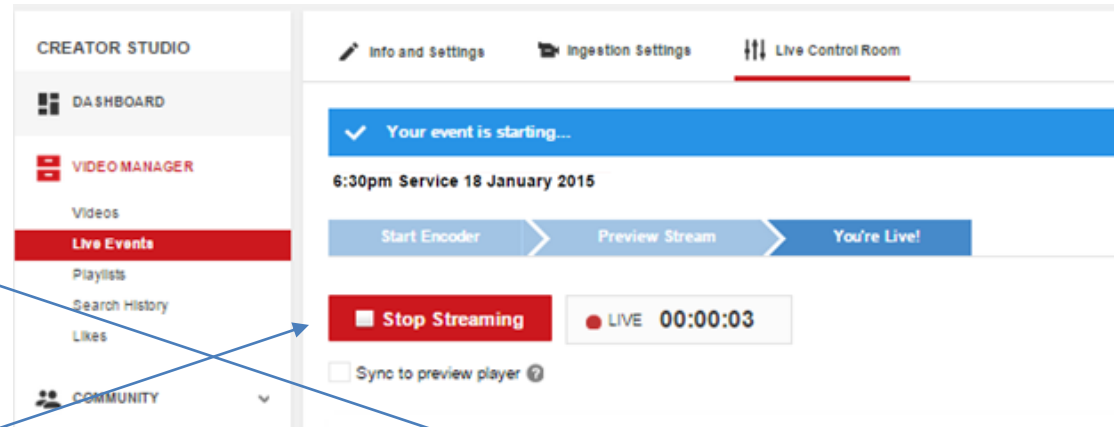 CREATOR STUDIO
DASHBOARD
VIDEO MANAGER
Videos
Live Events
Playlists
Search History
Likes
COMMUNITY
Info and Settings
Ingestion Settings
Live Control Room
Your event is starting...
6:30pm Service 18 January 2015
Start Encoder
Preview Stream
You're Live!
Stop Streaming
LIVE 00:00:03
Sync to preview player ?